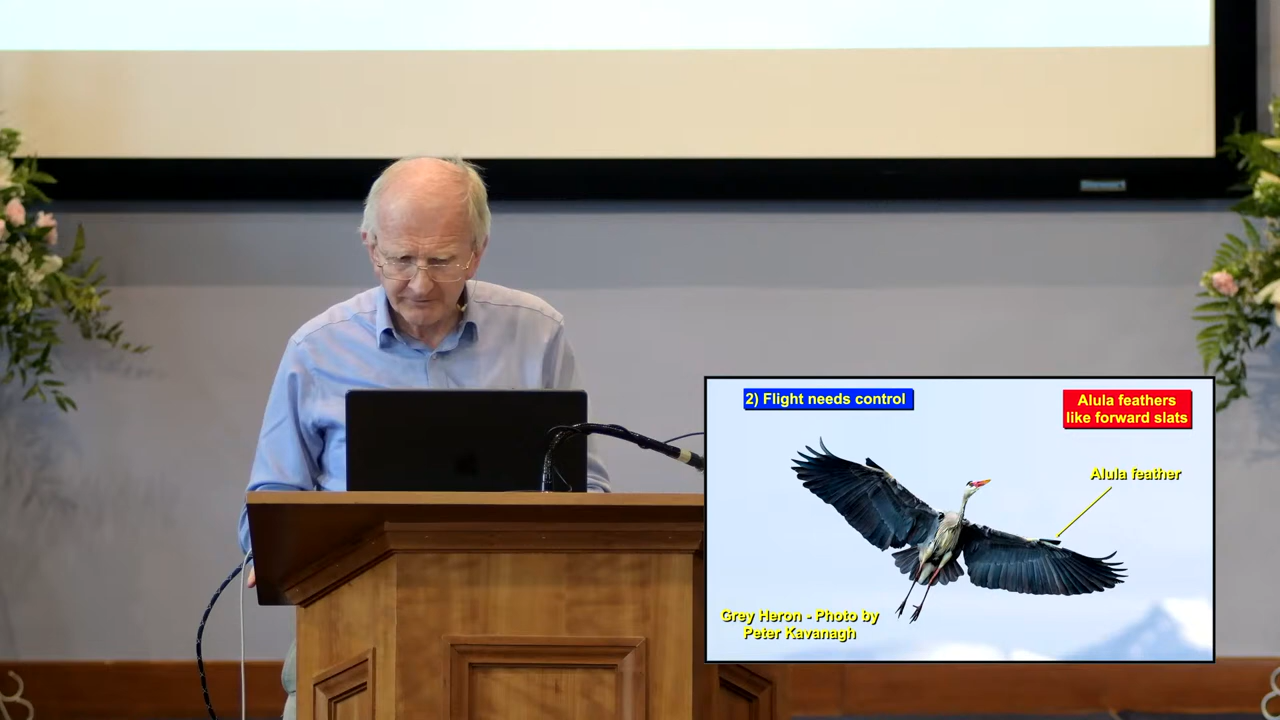 2) Flight needs control
Alula feathers
like forward slats
Alula feather
Grey Heron - Photo by
Peter Kavanagh